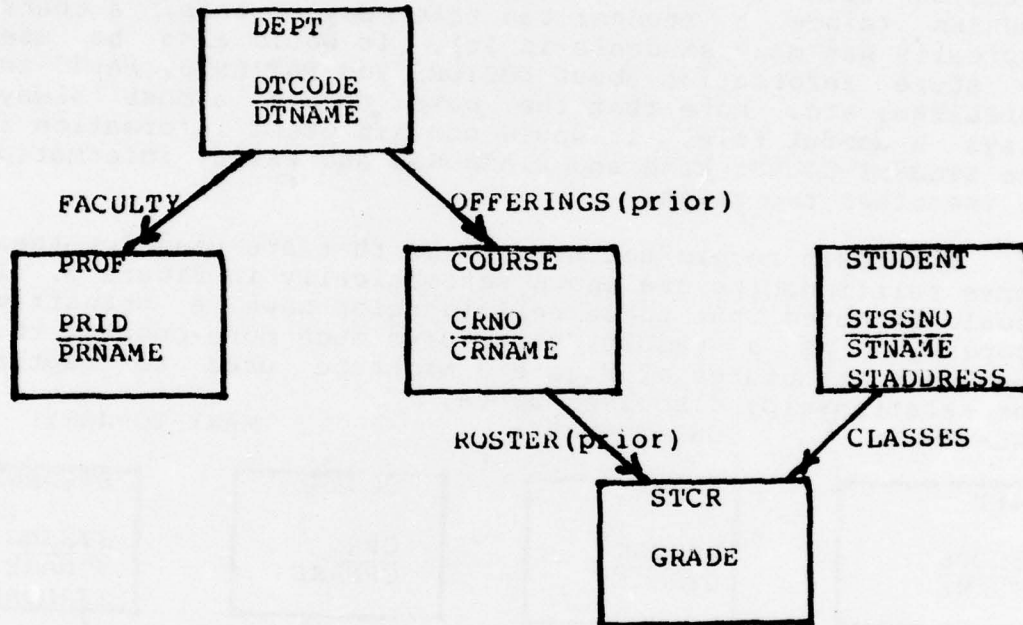 DEPT
DTCODE
DTNAME
FACULTY
OFFERINGS(prior)
PROF
PRID
PRNAME
COURSE
CRNO
CRNAME
STUDENT
STSSNO
STNAME
STADDRESS
ROSTER(prior)
CLASSES
STCR
GRADE